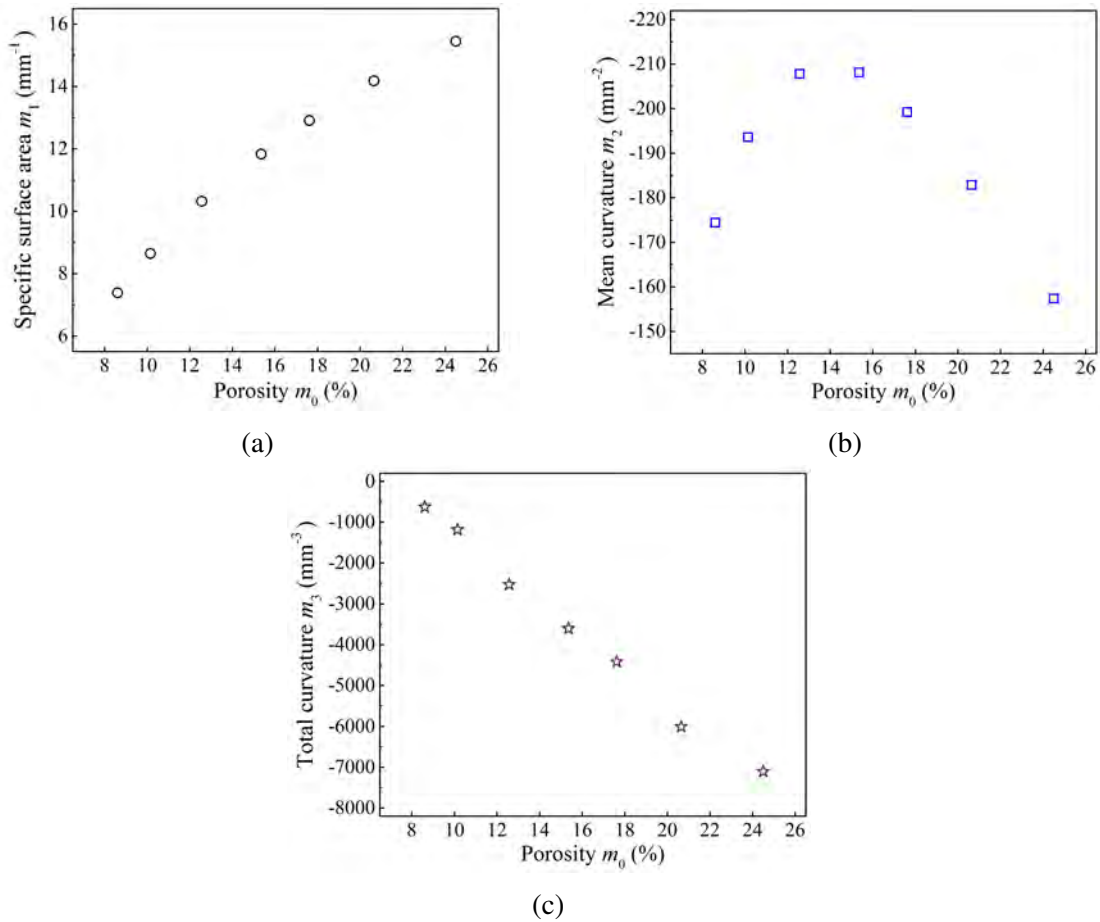 16
14
12
10
8
6
Specific surface area m₁ (mm⁻¹)
8 10 12 14 16 18 20 22 24 26
Porosity m₀ (%)
(a)
-220
-210
-200
-190
-180
-170
-160
-150
Mean curvature m₂ (mm⁻²)
8 10 12 14 16 18 20 22 24 26
Porosity m₀ (%)
(b)
0
-1000
-2000
-3000
-4000
-5000
-6000
-7000
-8000
Total curvature m₃ (mm⁻³)
8 10 12 14 16 18 20 22 24 26
Porosity m₀ (%)
(c)